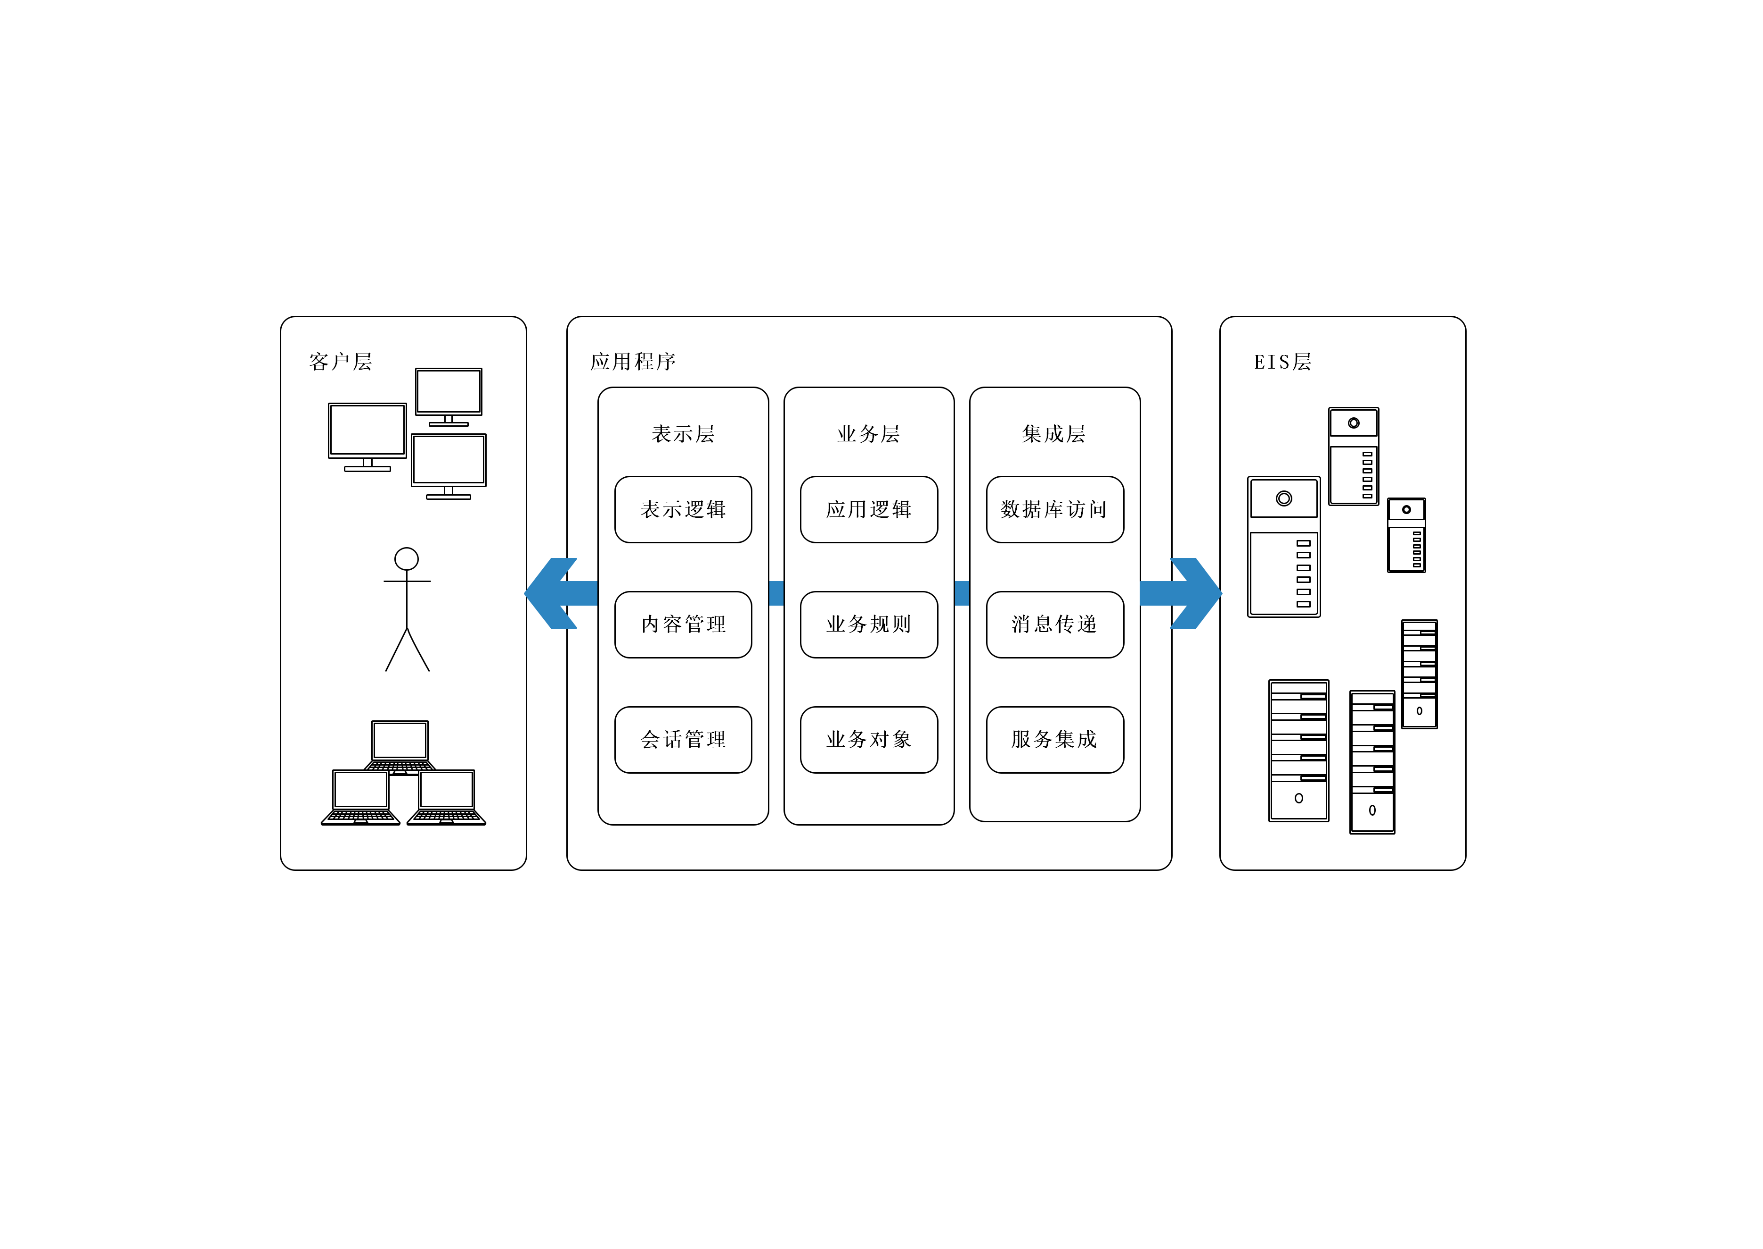 客户层
应用程序
表示层
表示逻辑
内容管理
会话管理
业务层
应用逻辑
业务规则
业务对象
集成层
数据库访问
消息传递
服务集成
EIS层